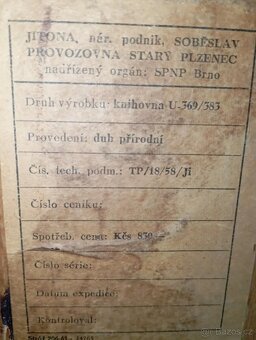 JITONA, nár. podnik, SOBĚSLAV
PROVOZOVNA STARÝ PLZENEC
nadřízený orgán: SPNP Brno
Druh výrobku: knihovna U-369/383
Provedení: dub přírodní
Čís. tech. podm.: TP/18/58/Ji
Číslo ceníku:
Spotřeb. cena: Kčs 850,—
Číslo série:
Datum expedice:
Kontroloval: